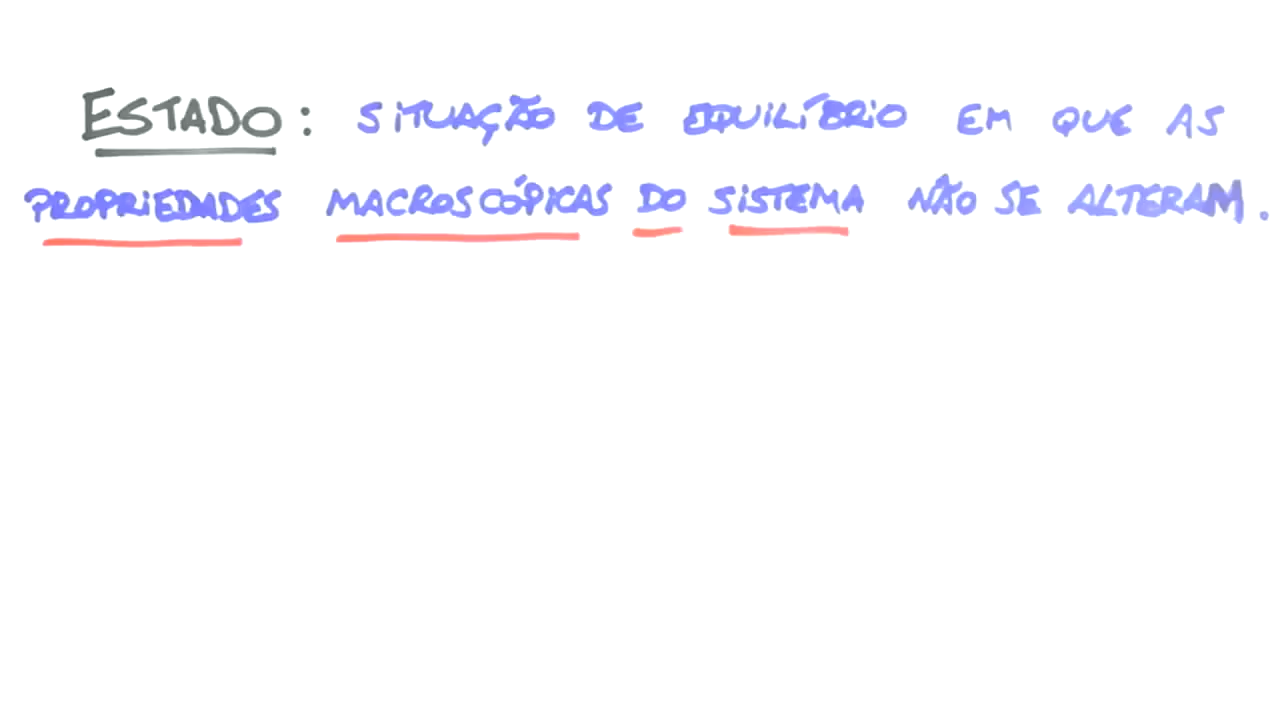 ESTADO: SITUAÇÃO DE EQUILÍBRIO EM QUE AS
PROPRIEDADES MACROSCÓPICAS DO SISTEMA NÃO SE ALTERAM.